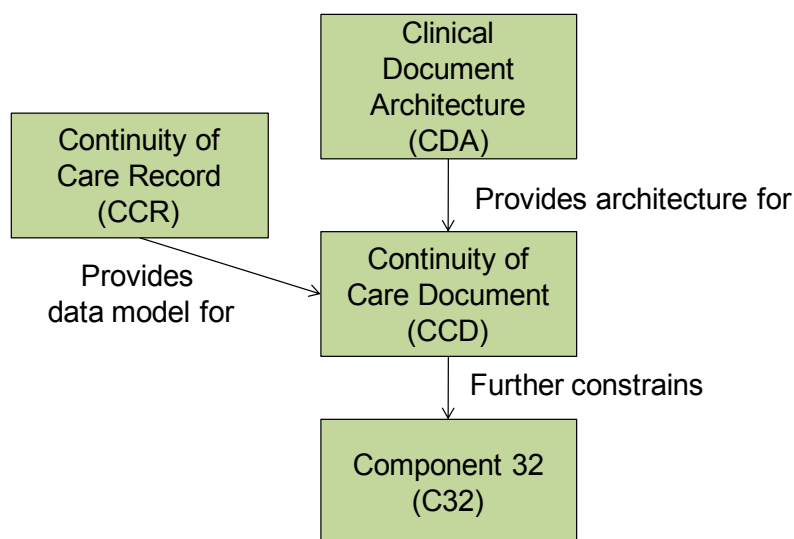 Clinical
Document
Architecture
(CDA)
Continuity of
Care Record
(CCR)
Provides architecture for
Provides
data model for
Continuity of
Care Document
(CCD)
Further constrains
Component 32
(C32)